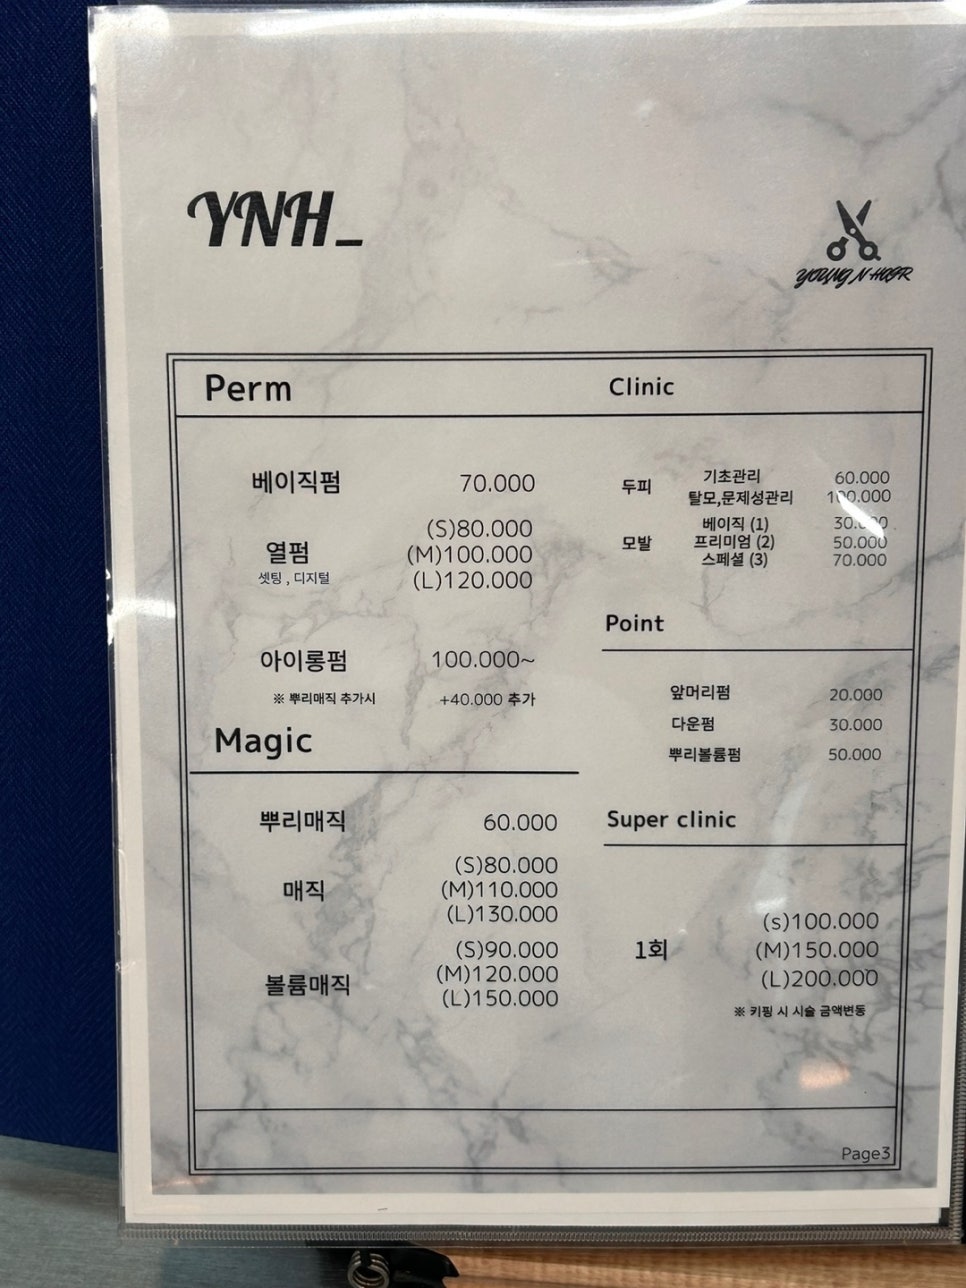 YNH_
YOUNG N HAIR
Perm
베이직펌 70.000
열펌
셋팅 , 디지털
(S)80.000
(M)100.000
(L)120.000
아이롱펌 100.000~
※ 뿌리매직 추가시 +40.000 추가
Magic
뿌리매직 60.000
매직
(S)80.000
(M)110.000
(L)130.000
볼륨매직
(S)90.000
(M)120.000
(L)150.000
Clinic
두피
기초관리 60.000
탈모,문제성관리 100.000
모발
베이직 (1) 30.000
프리미엄 (2) 50.000
스페셜 (3) 70.000
Point
앞머리펌 20.000
다운펌 30.000
뿌리볼륨펌 50.000
Super clinic
1회
(s)100.000
(M)150.000
(L)200.000
※ 키핑 시 시술 금액변동
Page3